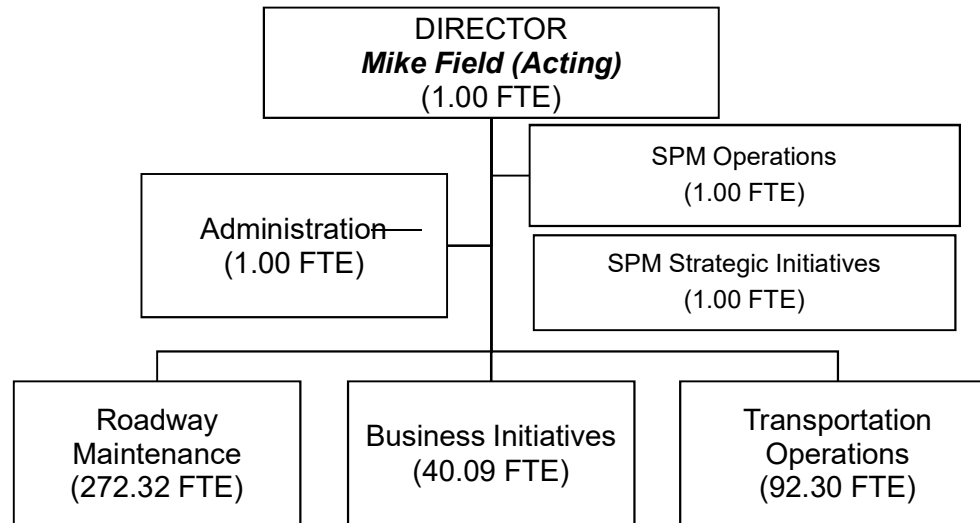 DIRECTOR
Mike Field (Acting)
(1.00 FTE)
SPM Operations
(1.00 FTE)
Administration
(1.00 FTE)
SPM Strategic Initiatives
(1.00 FTE)
Roadway
Maintenance
(272.32 FTE)
Business Initiatives
(40.09 FTE)
Transportation
Operations
(92.30 FTE)